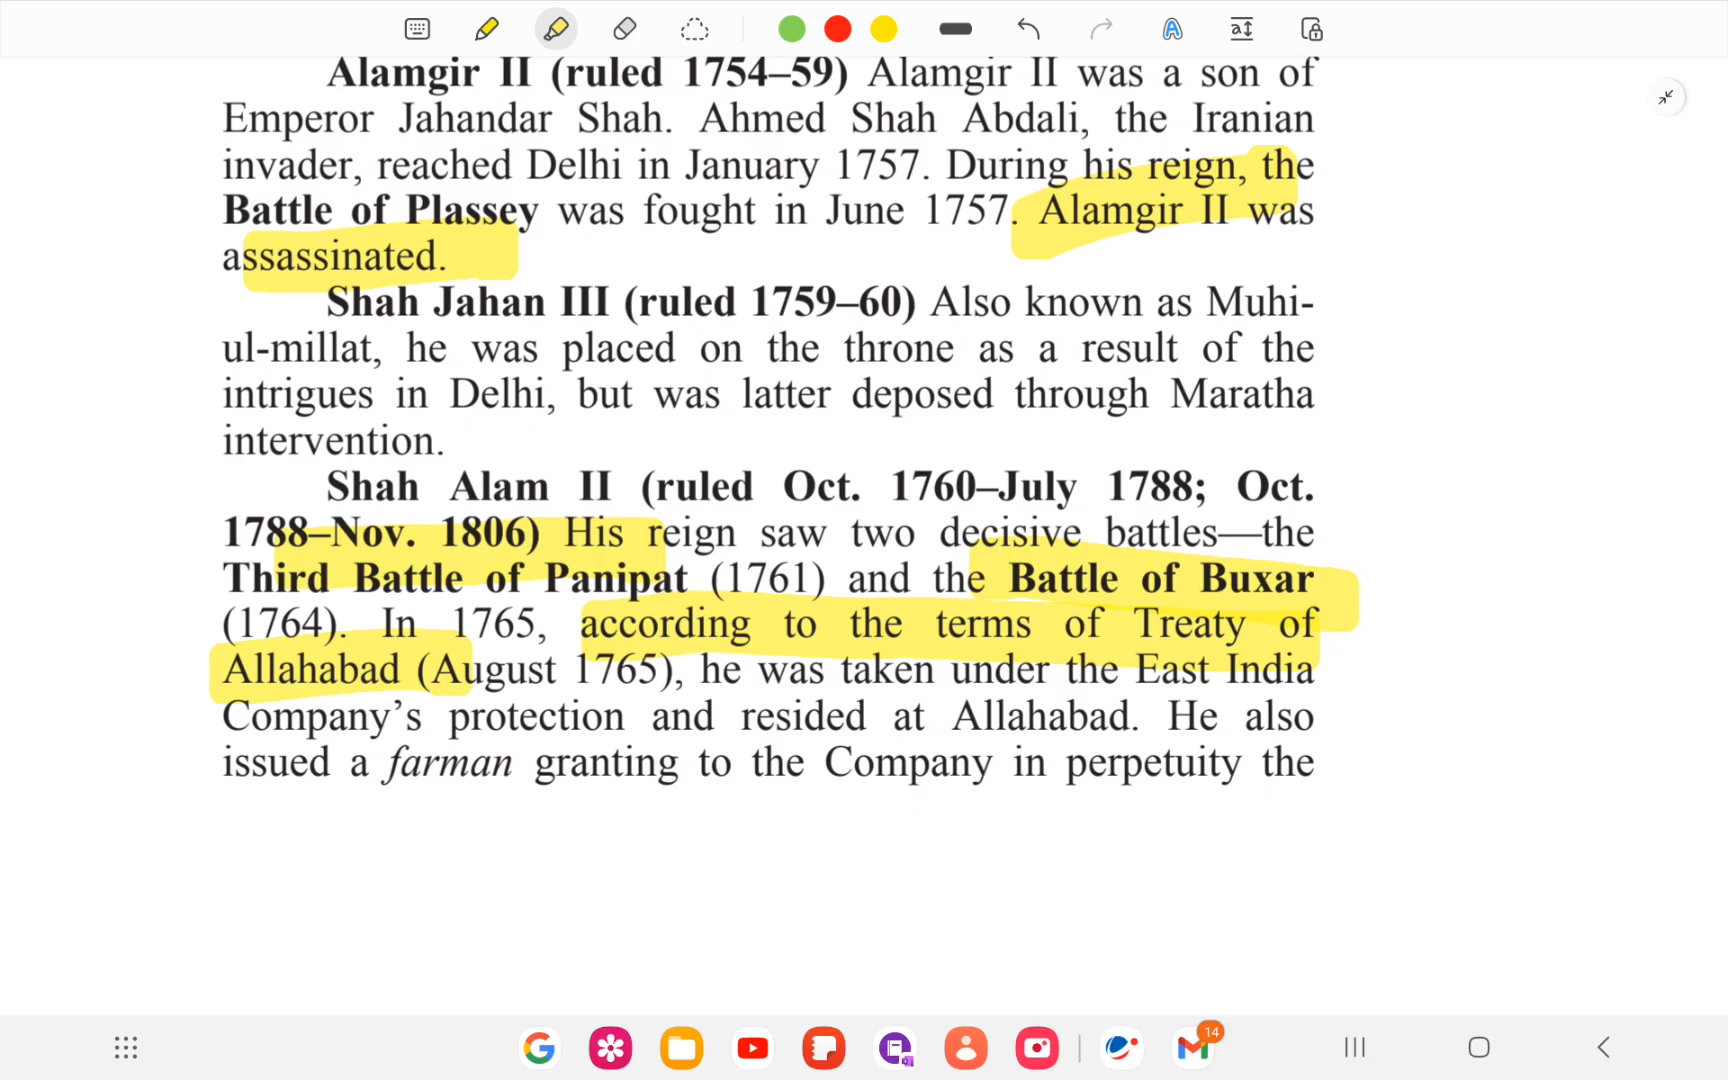 Alamgir II (ruled 1754–59) Alamgir II was a son of
Emperor Jahandar Shah. Ahmed Shah Abdali, the Iranian
invader, reached Delhi in January 1757. During his reign, the
Battle of Plassey was fought in June 1757. Alamgir II was
assassinated.
Shah Jahan III (ruled 1759–60) Also known as Muhi-
ul-millat, he was placed on the throne as a result of the
intrigues in Delhi, but was latter deposed through Maratha
intervention.
Shah Alam II (ruled Oct. 1760–July 1788; Oct.
1788–Nov. 1806) His reign saw two decisive battles—the
Third Battle of Panipat (1761) and the Battle of Buxar
(1764). In 1765, according to the terms of Treaty of
Allahabad (August 1765), he was taken under the East India
Company’s protection and resided at Allahabad. He also
issued a farman granting to the Company in perpetuity the
14